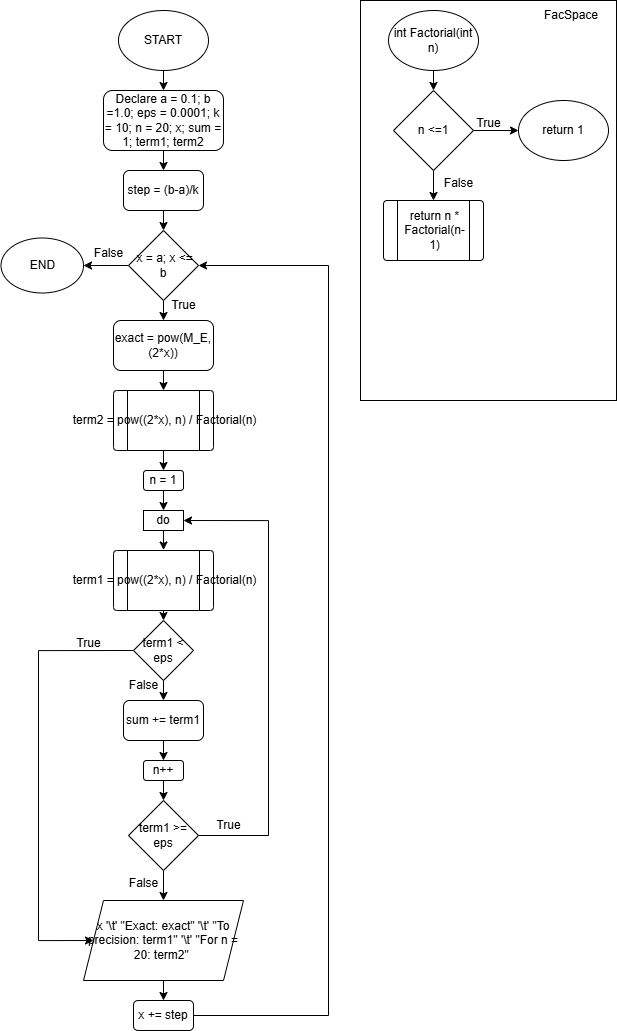 START
Declare a = 0.1; b
=1.0; eps = 0.0001; k
= 10; n = 20; x; sum =
1; term1; term2
step = (b-a)/k
x = a; x <=
b
False
END
True
exact = pow(M_E,
(2*x))
term2 = pow((2*x), n) / Factorial(n)
n = 1
do
term1 = pow((2*x), n) / Factorial(n)
term1 <
eps
True
False
sum += term1
n++
term1 >=
eps
True
False
x '\t' "Exact: exact" '\t' "To
precision: term1" '\t' "For n =
20: term2"
x += step
FacSpace
int Factorial(int
n)
n <=1
True
return 1
False
return n *
Factorial(n-
1)